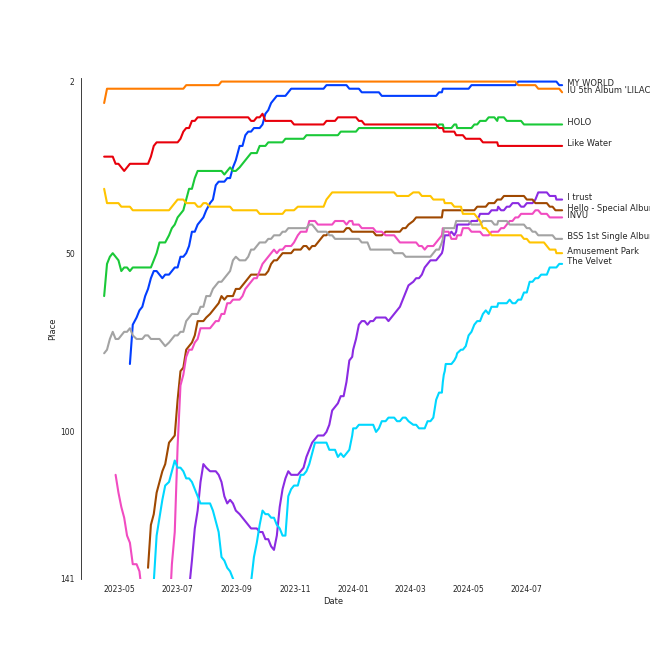 2
50
100
141
Place
2023-05
2023-07
2023-09
2023-11
2024-01
2024-03
2024-05
2024-07
Date
MY WORLD
IU 5th Album 'LILAC
HOLO
Like Water
I trust
Hello - Special Album
INVU
BSS 1st Single Album
Amusement Park
The Velvet